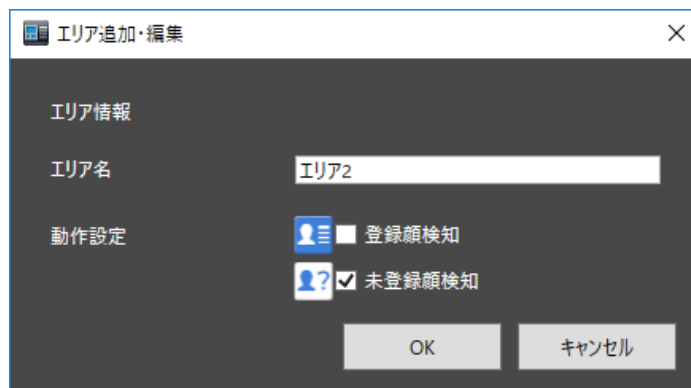 エリア追加・編集
エリア情報
エリア名 エリア2
動作設定 登録顔検知
未登録顔検知
OK キャンセル